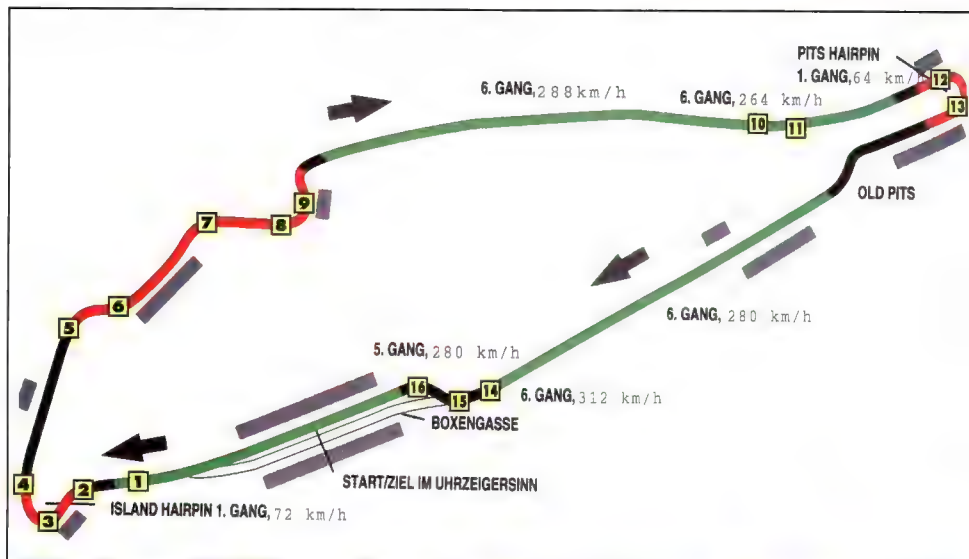 PITS HAIRPIN
1. GANG, 64 km/h
12
13
6. GANG, 288km/h
6. GANG, 264 km/h
10
11
OLD PITS
9
8
7
6
5
6. GANG, 280 km/h
5. GANG, 280 km/h
16
15
14
6. GANG, 312 km/h
BOXENGASSE
START/ZIEL IM UHRZEIGERSINN
1
2
4
3
ISLAND HAIRPIN 1. GANG, 72 km/h